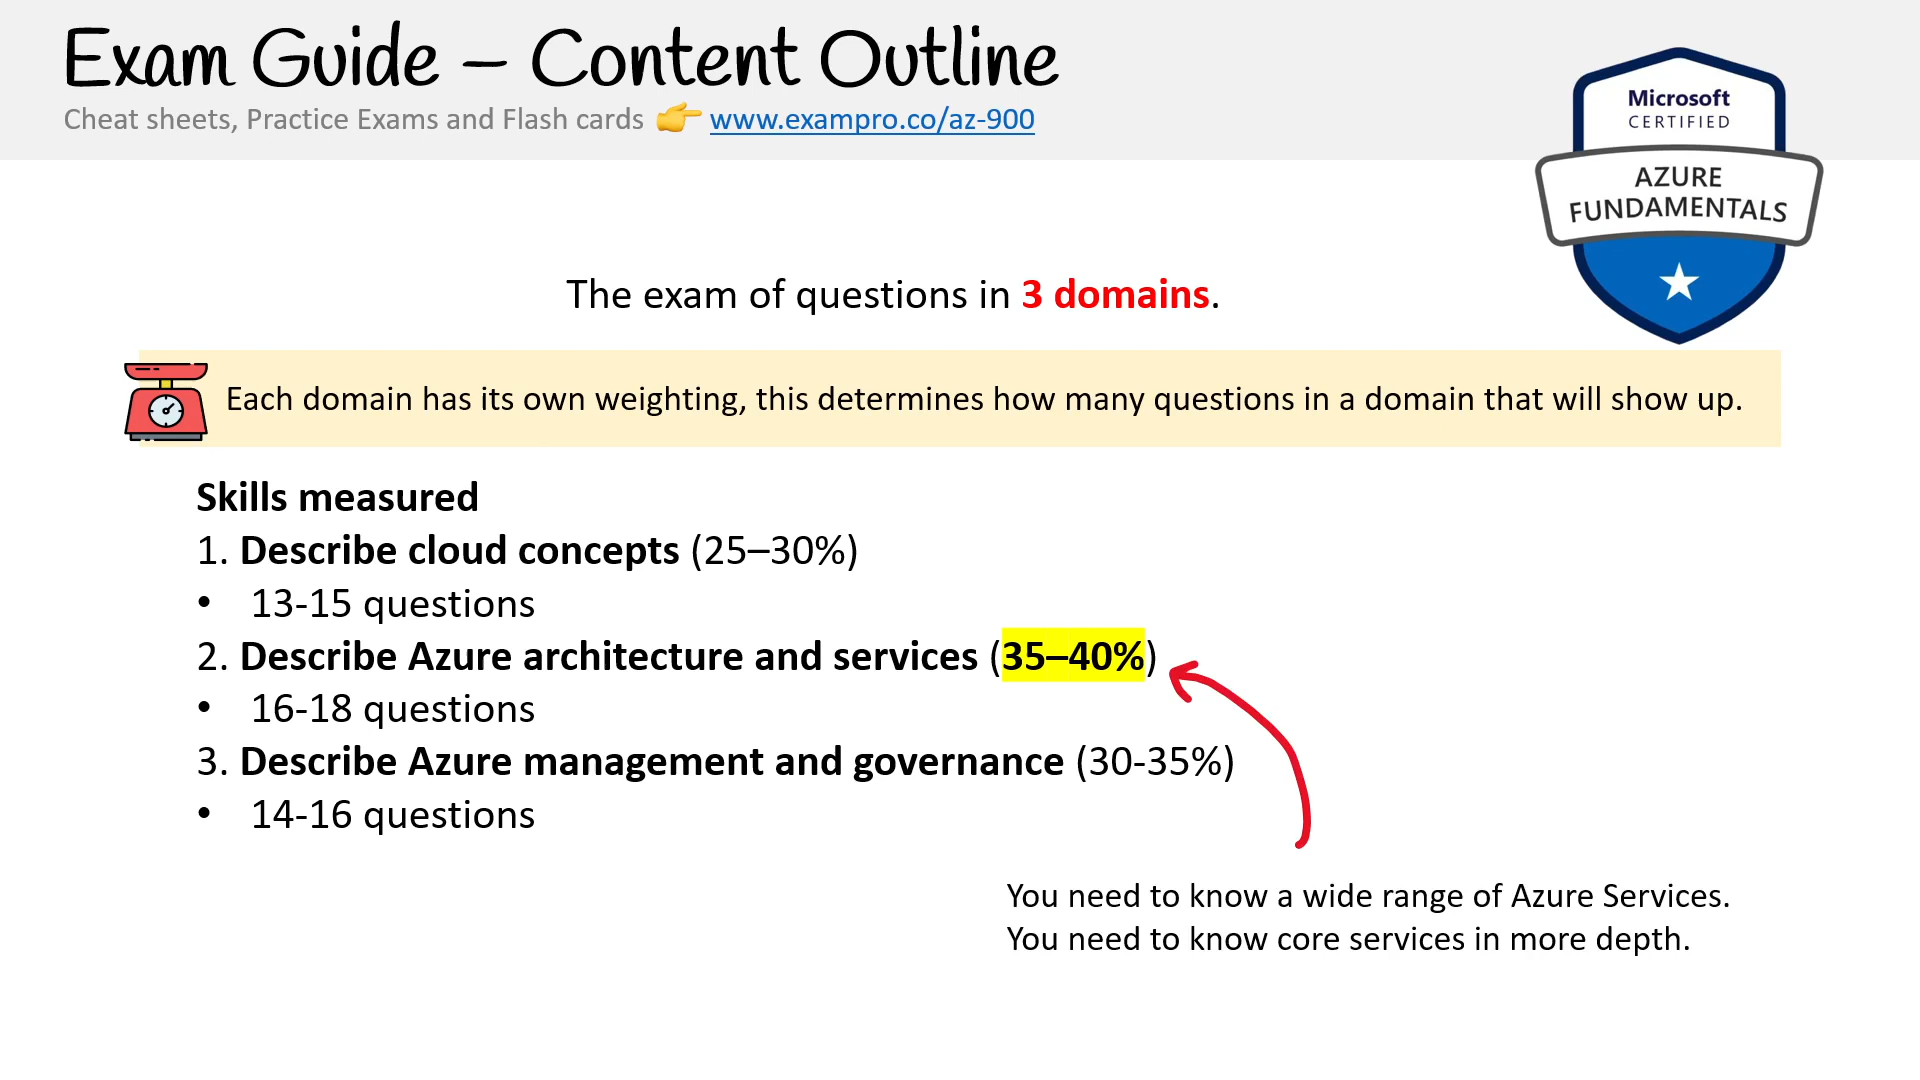 Exam Guide – Content Outline
Cheat sheets, Practice Exams and Flash cards 👉 www.exampro.co/az-900
Microsoft
CERTIFIED
AZURE
FUNDAMENTALS
The exam of questions in 3 domains.
Each domain has its own weighting, this determines how many questions in a domain that will show up.
Skills measured
1. Describe cloud concepts (25–30%)
• 13-15 questions
2. Describe Azure architecture and services (35–40%)
• 16-18 questions
3. Describe Azure management and governance (30-35%)
• 14-16 questions
You need to know a wide range of Azure Services.
You need to know core services in more depth.